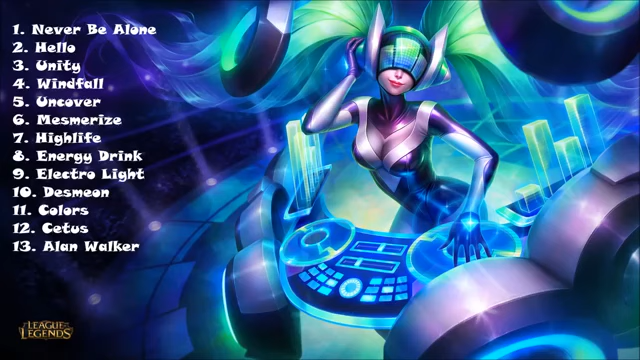 1. Never Be Alone
2. Hello
3. Unity
4. Windfall
5. Uncover
6. Mesmerize
7. Highlife
8. Energy Drink
9. Electro Light
10. Desmeon
11. Colors
12. Cetus
13. Alan Walker
LEAGUE
OF
LEGENDS